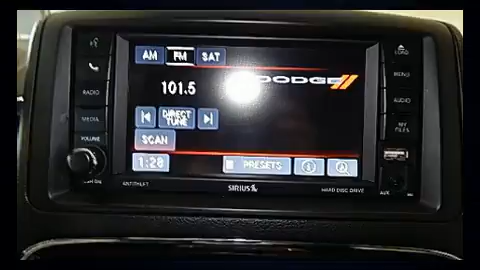 AM FM SAT
DODGE
101.5
DIRECT
TUNE
SCAN
1:20
PRESETS
RADIO
MEDIA
VOLUME
LOAD
MENU
AUDIO
MY
FILES
ANTITHEFT
SIRIUS
HARD DISC DRIVE
AUX